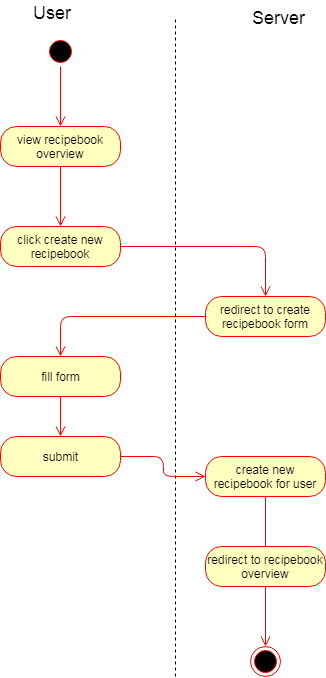 User
Server
view recipebook
overview
click create new
recipebook
redirect to create
recipebook form
fill form
submit
create new
recipebook for user
redirect to recipebook
overview